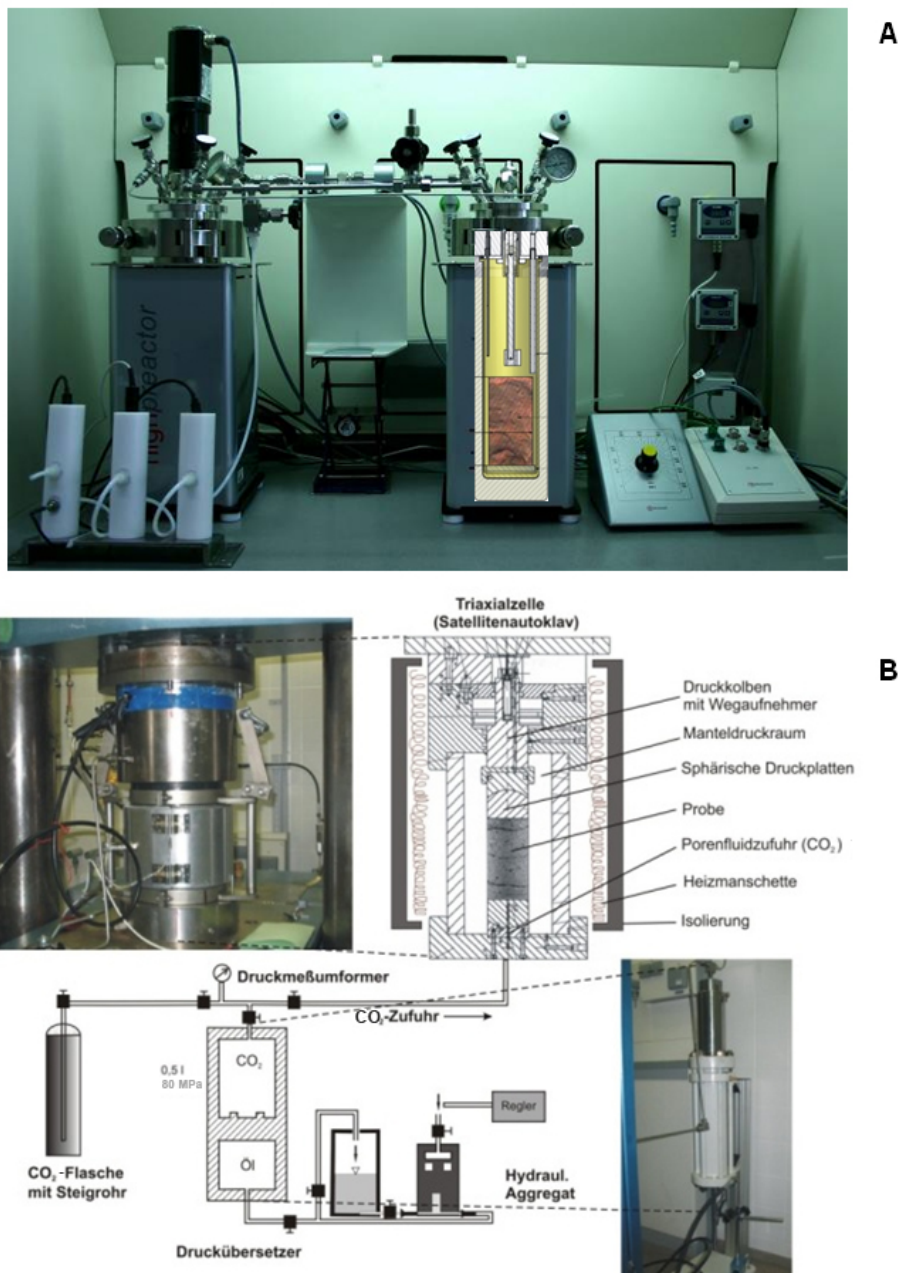 A
highpreactor
Triaxialzelle
(Satellitenautoklav)
B
Druckkolben
mit Wegaufnehmer
Manteldruckraum
Sphärische Druckplatten
Probe
Porenfluidzufuhr (CO₂)
Heizmanschette
Isolierung
Druckmeßumformer
CO₂-Zufuhr
CO₂
0,5 l
80 MPa
Regler
Öl
CO₂-Flasche
mit Steigrohr
Hydraul.
Aggregat
Druckübersetzer